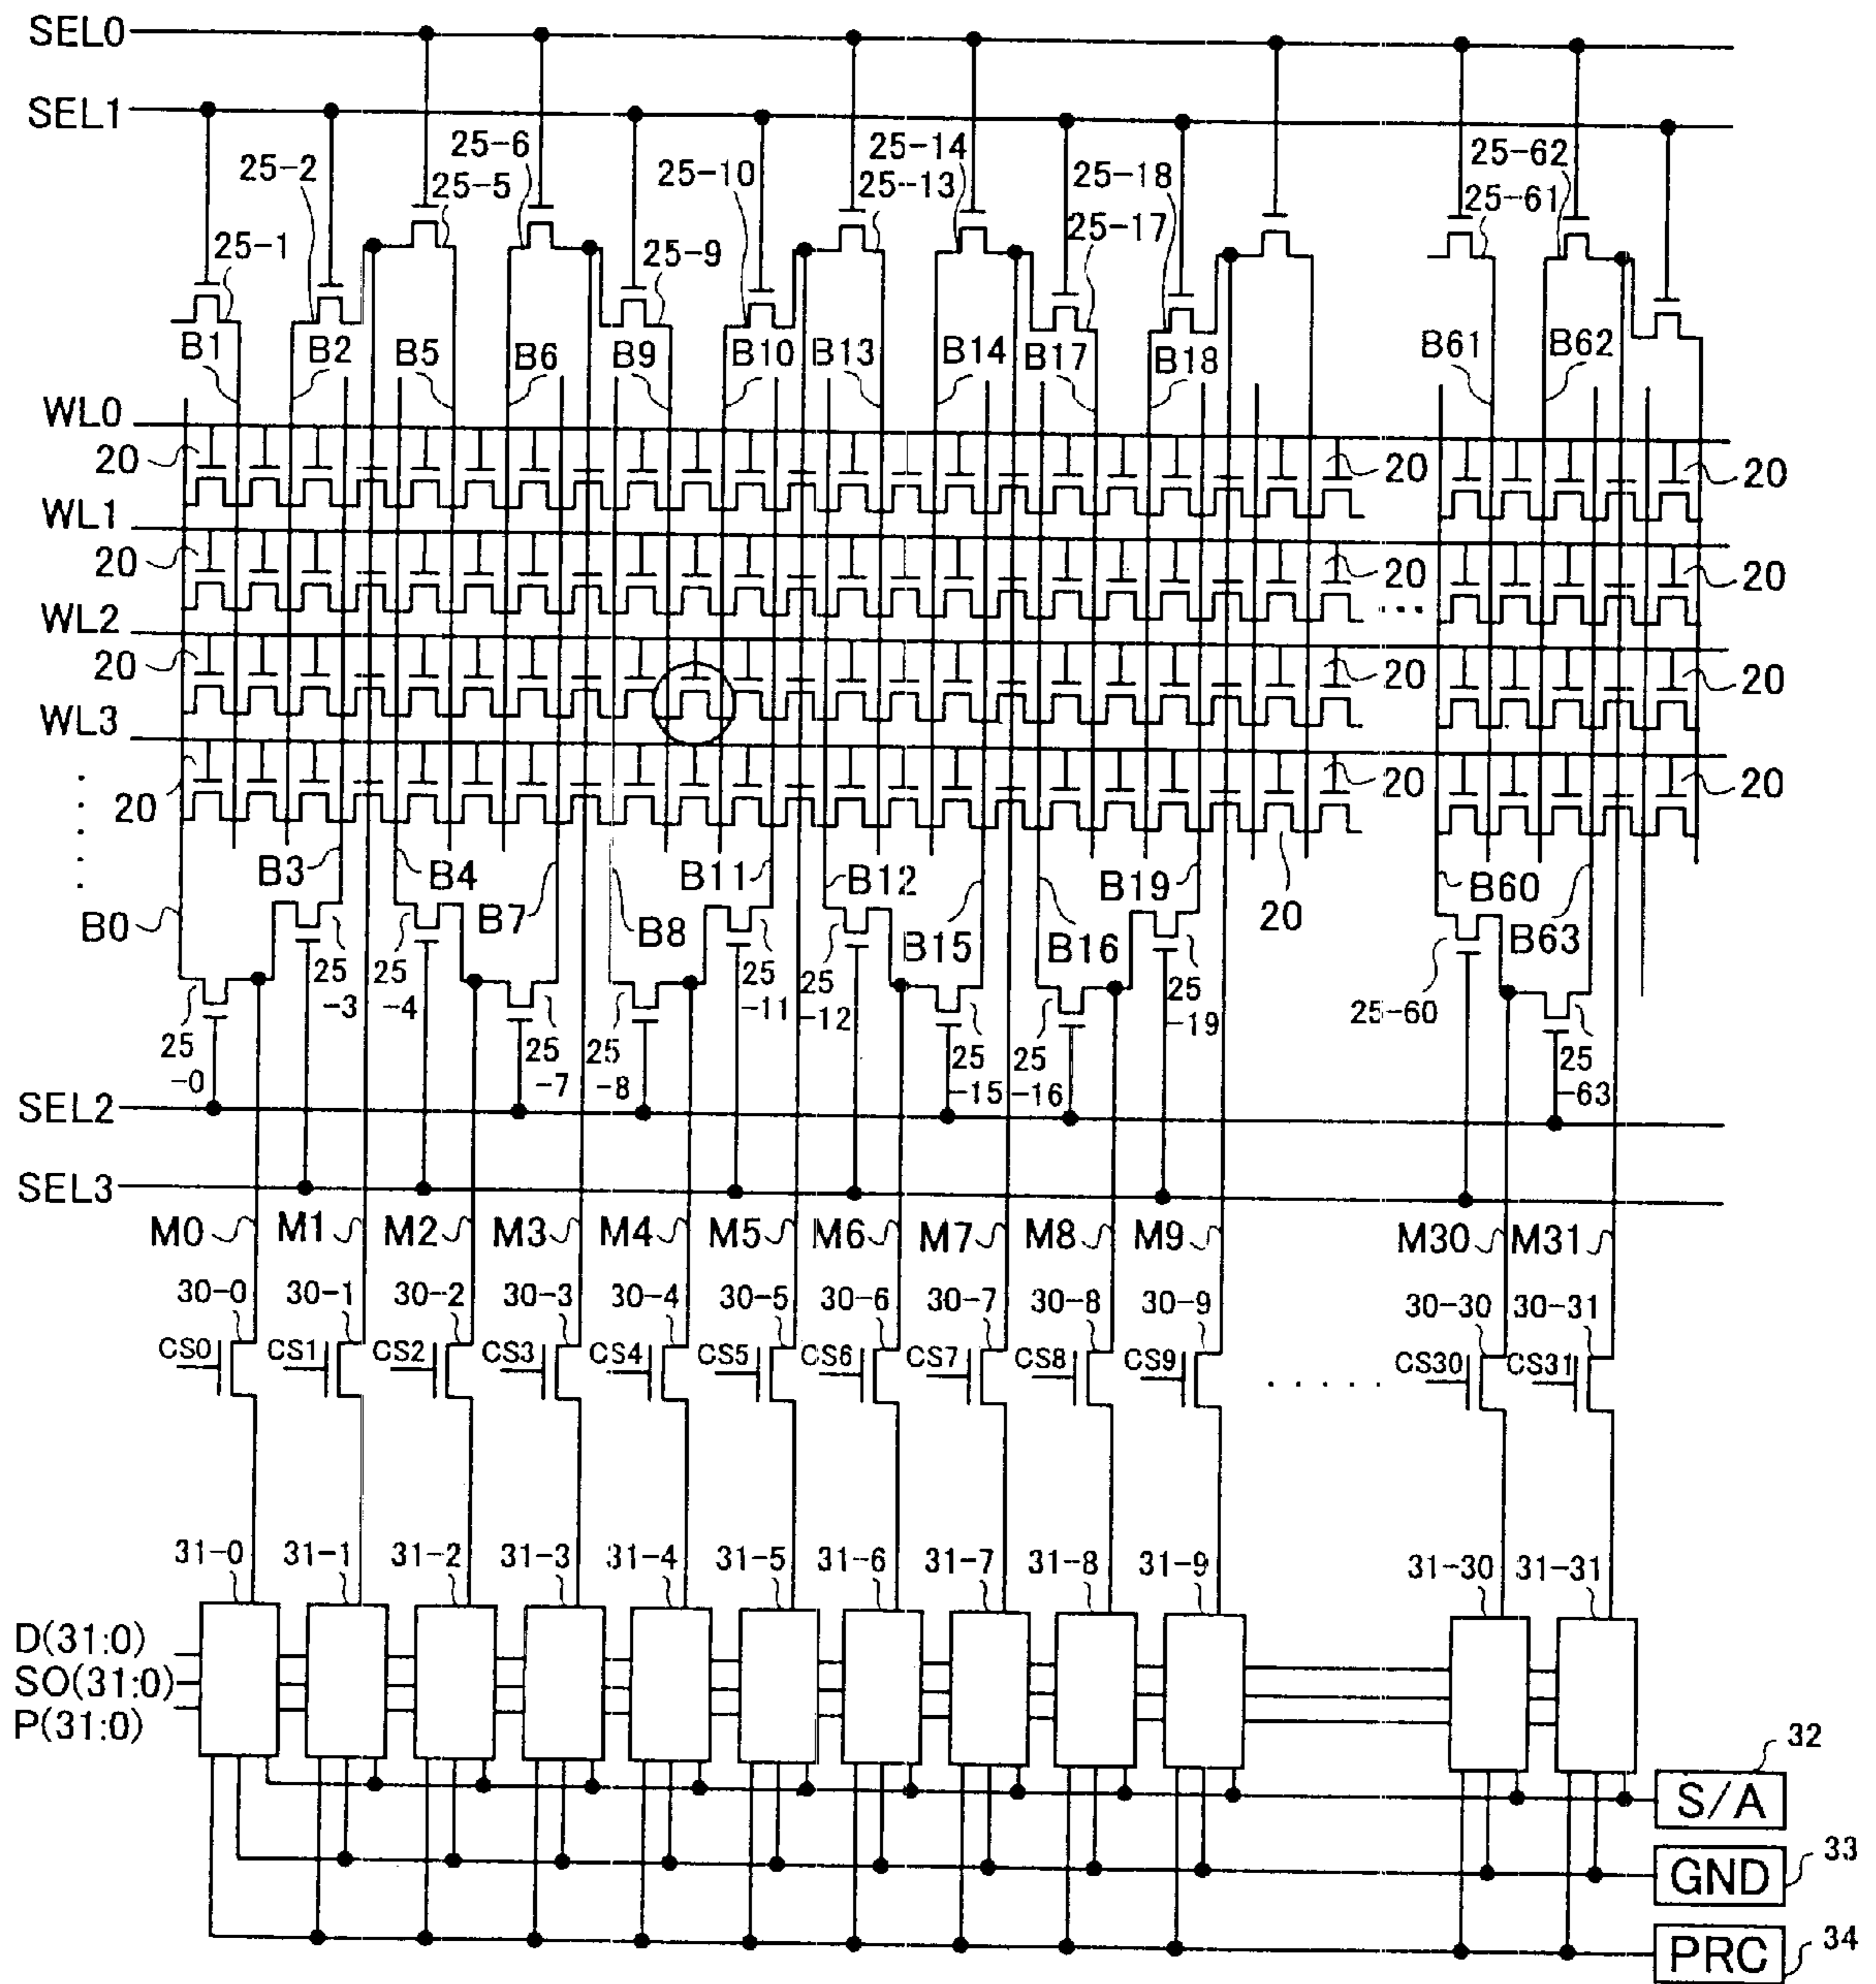 SEL0
SEL1
25-6
25-14
25-62
25-2
25-5
25-10
25-13
25-18
25-61
25-1
25-9
25-17
B1
B2
B5
B6
B9
B10
B13
B14
B17
B18
B61
B62
WL0
20
20
20
WL1
20
20
20
WL2
20
20
20
WL3
20
20
20
B3
B4
B7
B8
B11
B12
B15
B16
B19
20
B60
B63
B0
25
-0
25
-3
25
-4
25
-7
25
-8
25
-11
25
-12
25
-15
25
-16
25
-19
25-60
25
-63
SEL2
SEL3
M0
M1
M2
M3
M4
M5
M6
M7
M8
M9
M30
M31
30-0
30-1
30-2
30-3
30-4
30-5
30-6
30-7
30-8
30-9
30-30
30-31
CS0
CS1
CS2
CS3
CS4
CS5
CS6
CS7
CS8
CS9
CS30
CS31
31-0
31-1
31-2
31-3
31-4
31-5
31-6
31-7
31-8
31-9
31-30
31-31
D(31:0)
SO(31:0)
P(31:0)
32
S/A
33
GND
34
PRC